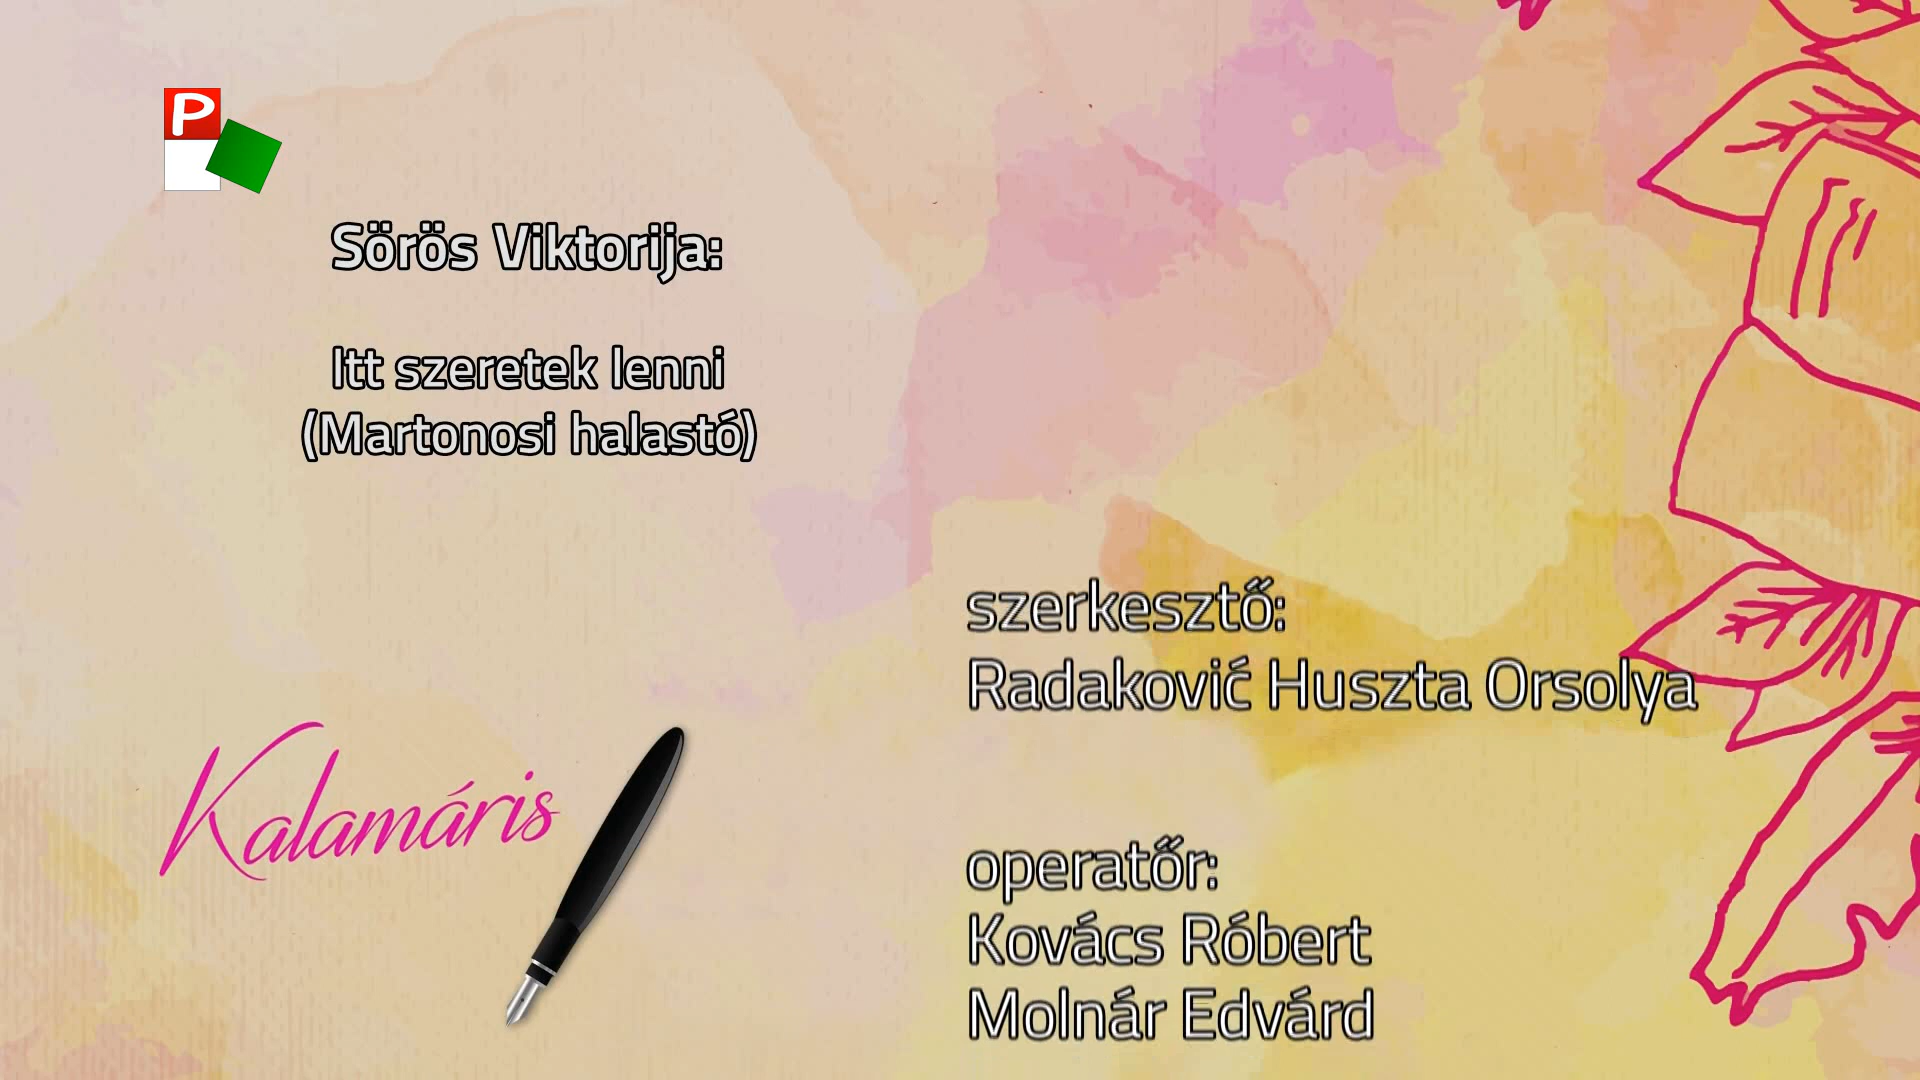 P
Sörös Viktorija:
Itt szeretek lenni
(Martonosi halastó)
szerkesztő:
Radaković Huszta Orsolya
Kalamáris
operatőr:
Kovács Róbert
Molnár Edvárd